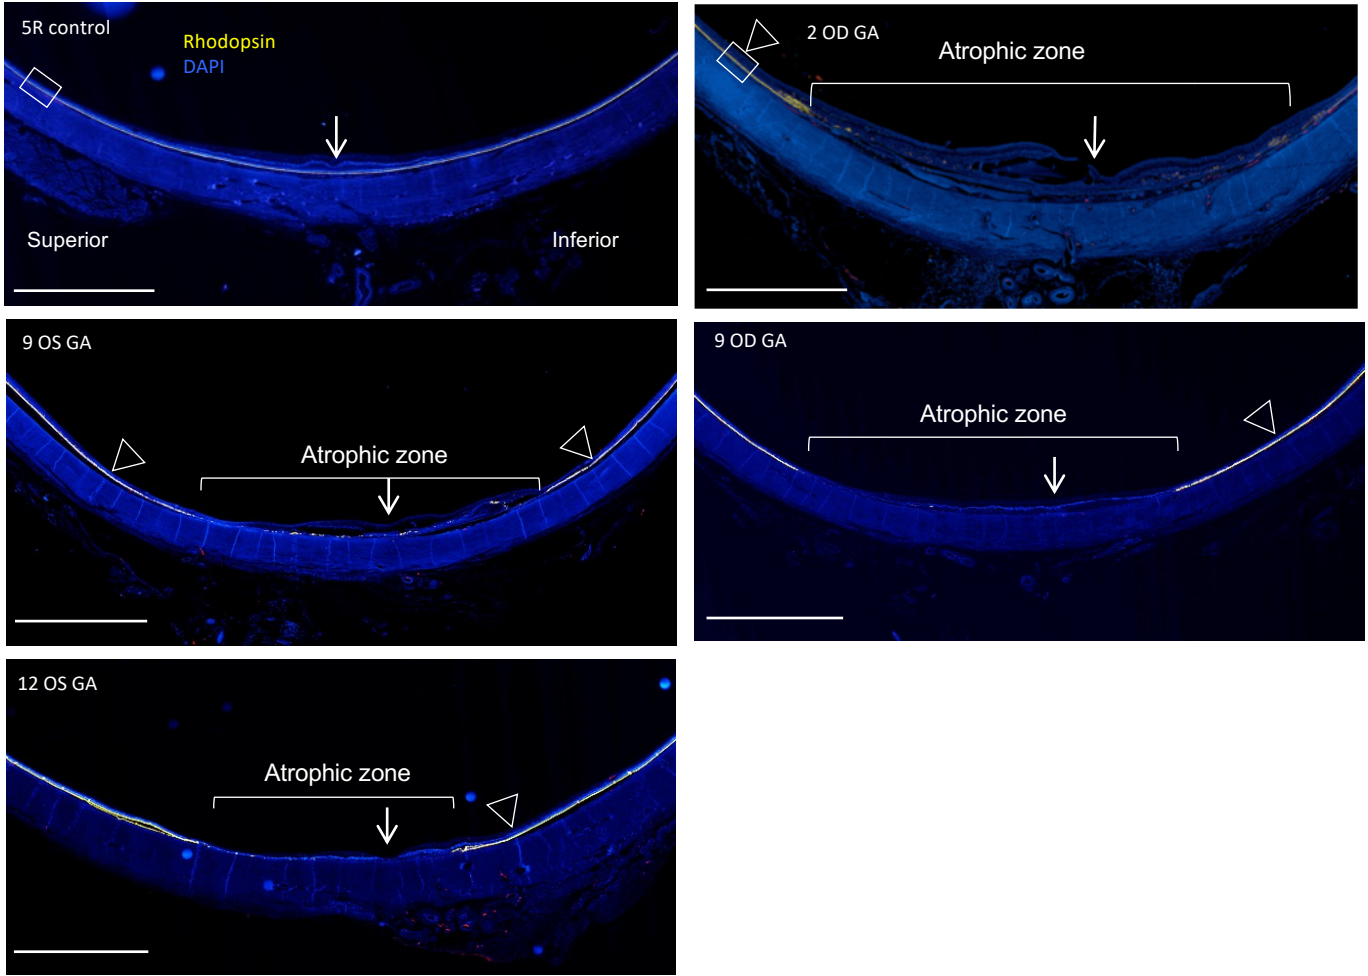 5R control
Rhodopsin
DAPI
Superior
Inferior
2 OD GA
Atrophic zone
9 OS GA
Atrophic zone
9 OD GA
Atrophic zone
12 OS GA
Atrophic zone